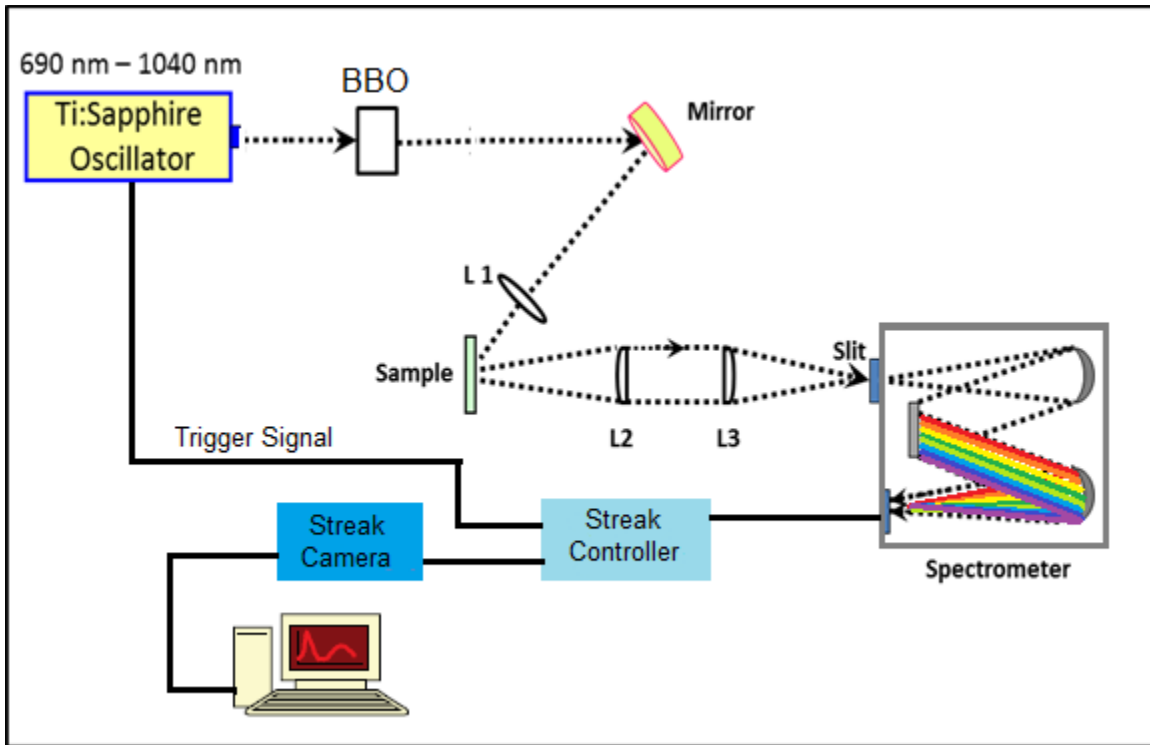 690 nm – 1040 nm
Ti:Sapphire
Oscillator
BBO
Mirror
L 1
Sample
L2
L3
Slit
Trigger Signal
Streak
Camera
Streak
Controller
Spectrometer